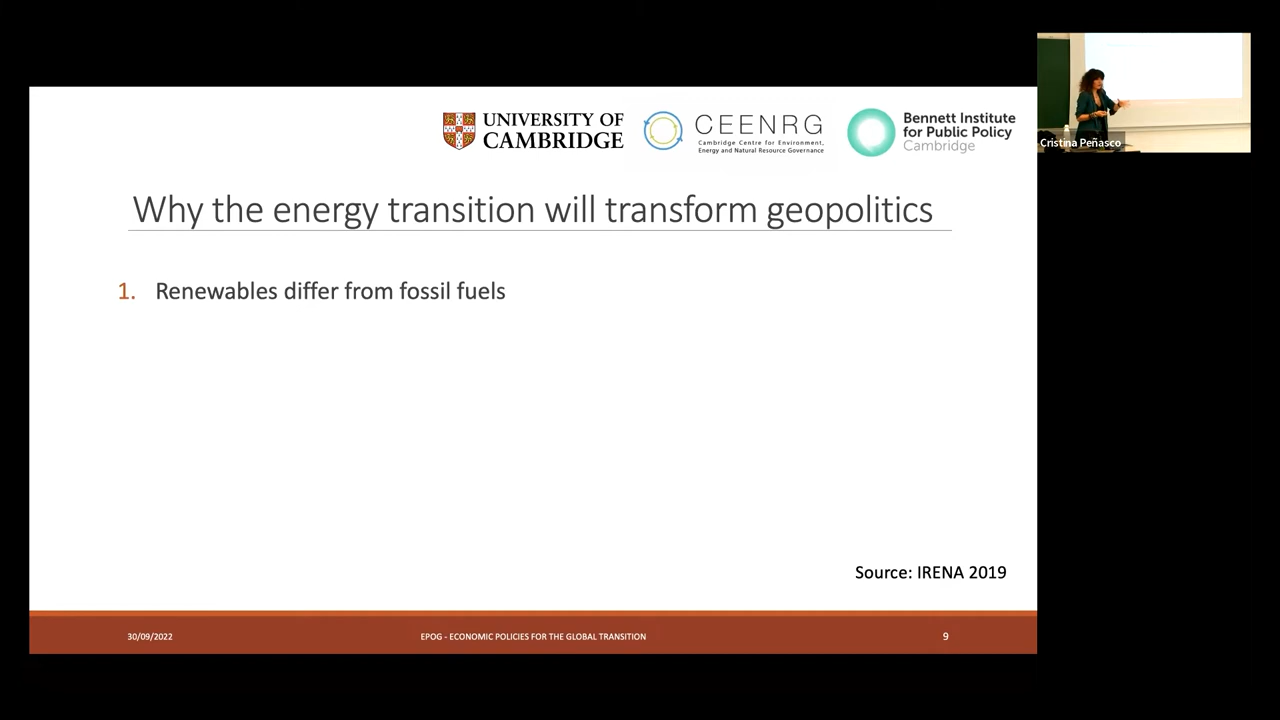 UNIVERSITY OF
CAMBRIDGE
CEENRG
Cambridge Centre for Environment,
Energy and Natural Resource Governance
Bennett Institute
for Public Policy
Cambridge
Cristina Peñasco
Why the energy transition will transform geopolitics
1. Renewables differ from fossil fuels
Source: IRENA 2019
30/09/2022
EPOG - ECONOMIC POLICIES FOR THE GLOBAL TRANSITION
9